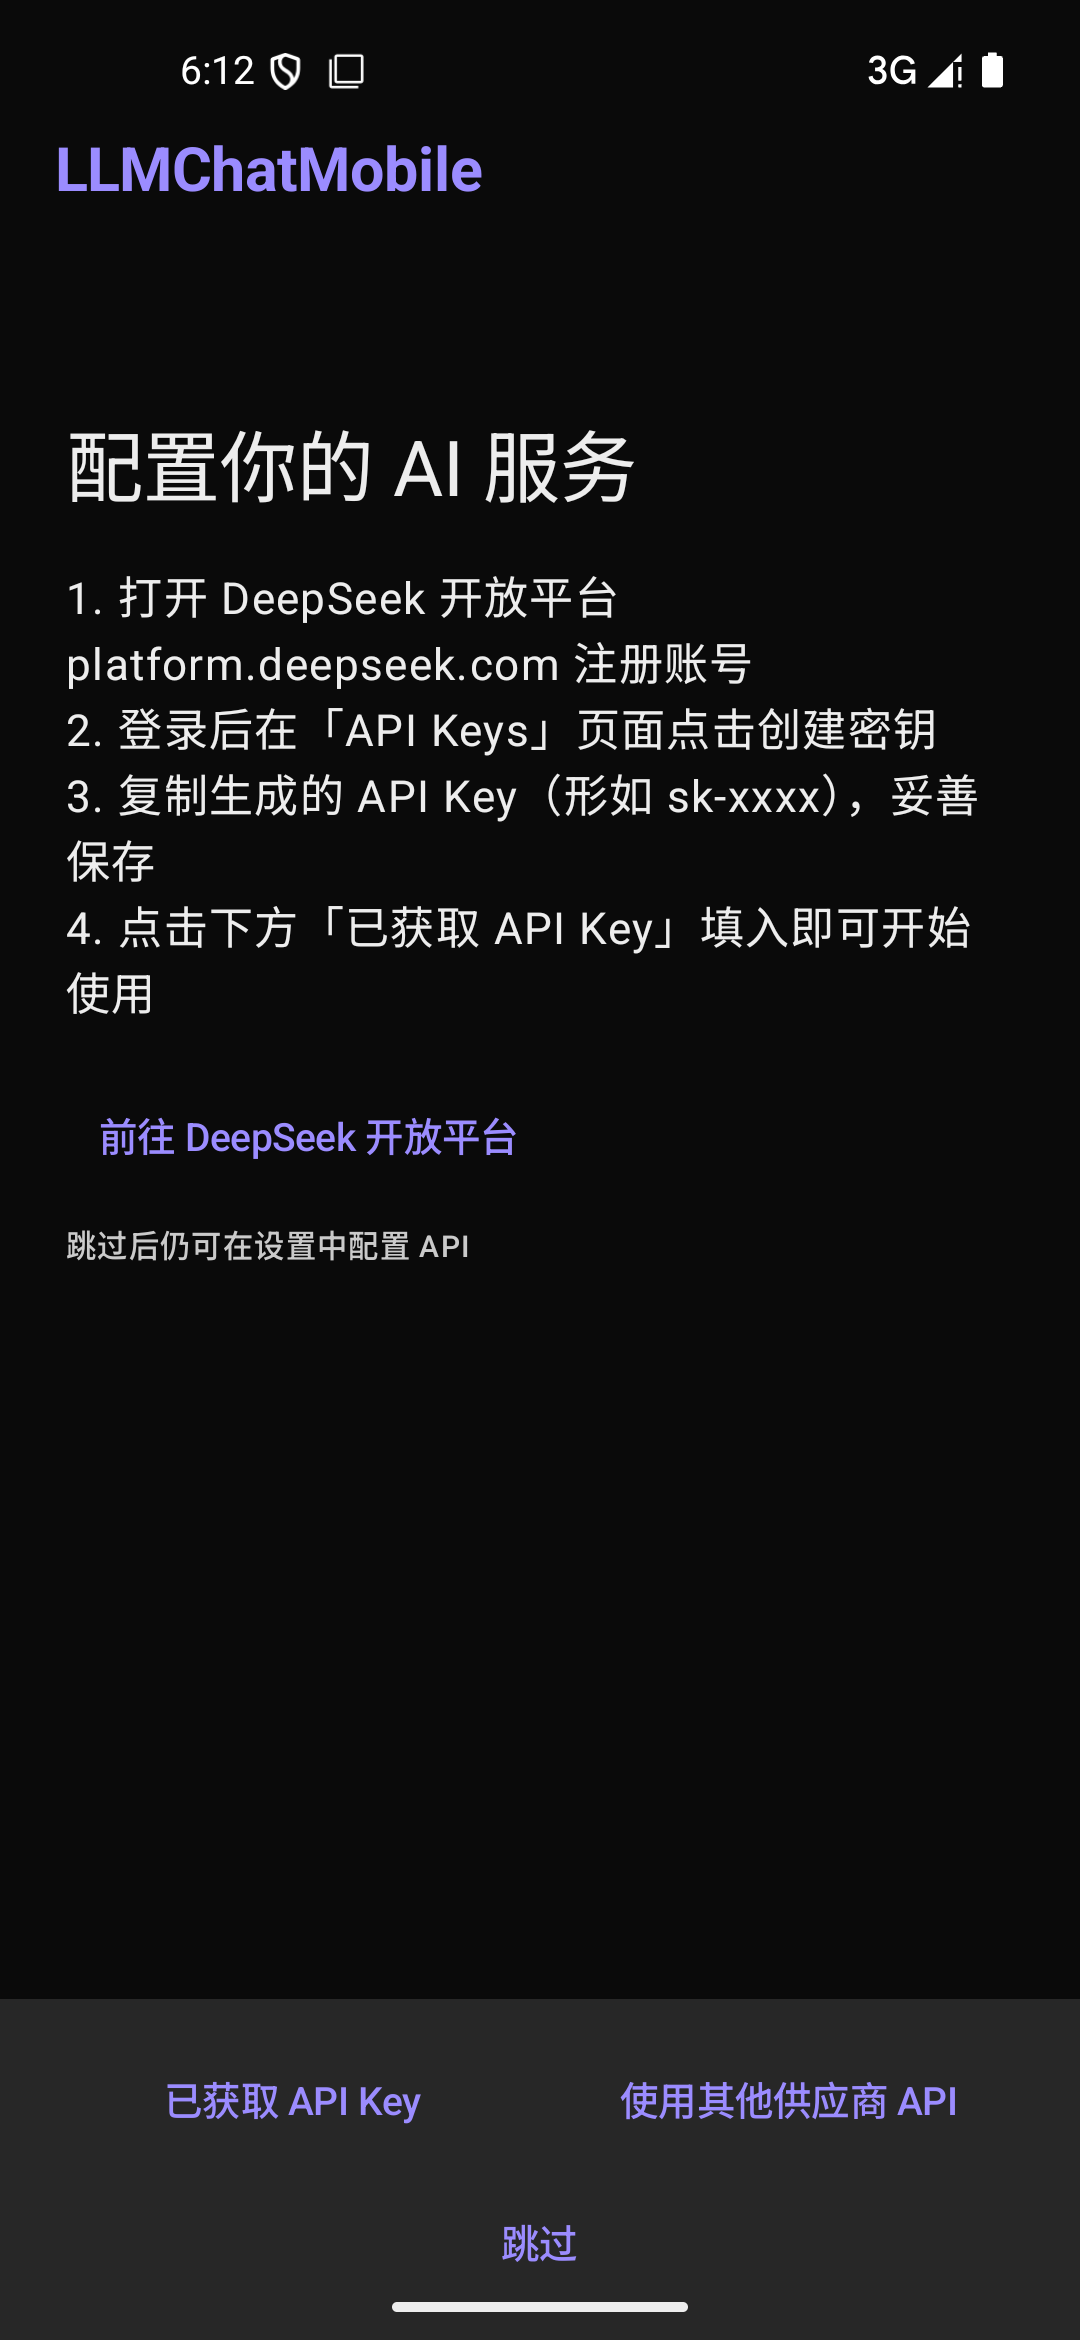 6:12
3G
LLMChatMobile
配置你的 AI 服务
1. 打开 DeepSeek 开放平台
platform.deepseek.com 注册账号
2. 登录后在「API Keys」页面点击创建密钥
3. 复制生成的 API Key（形如 sk-xxxx），妥善
保存
4. 点击下方「已获取 API Key」填入即可开始
使用
前往 DeepSeek 开放平台
跳过后仍可在设置中配置 API
已获取 API Key
使用其他供应商 API
跳过